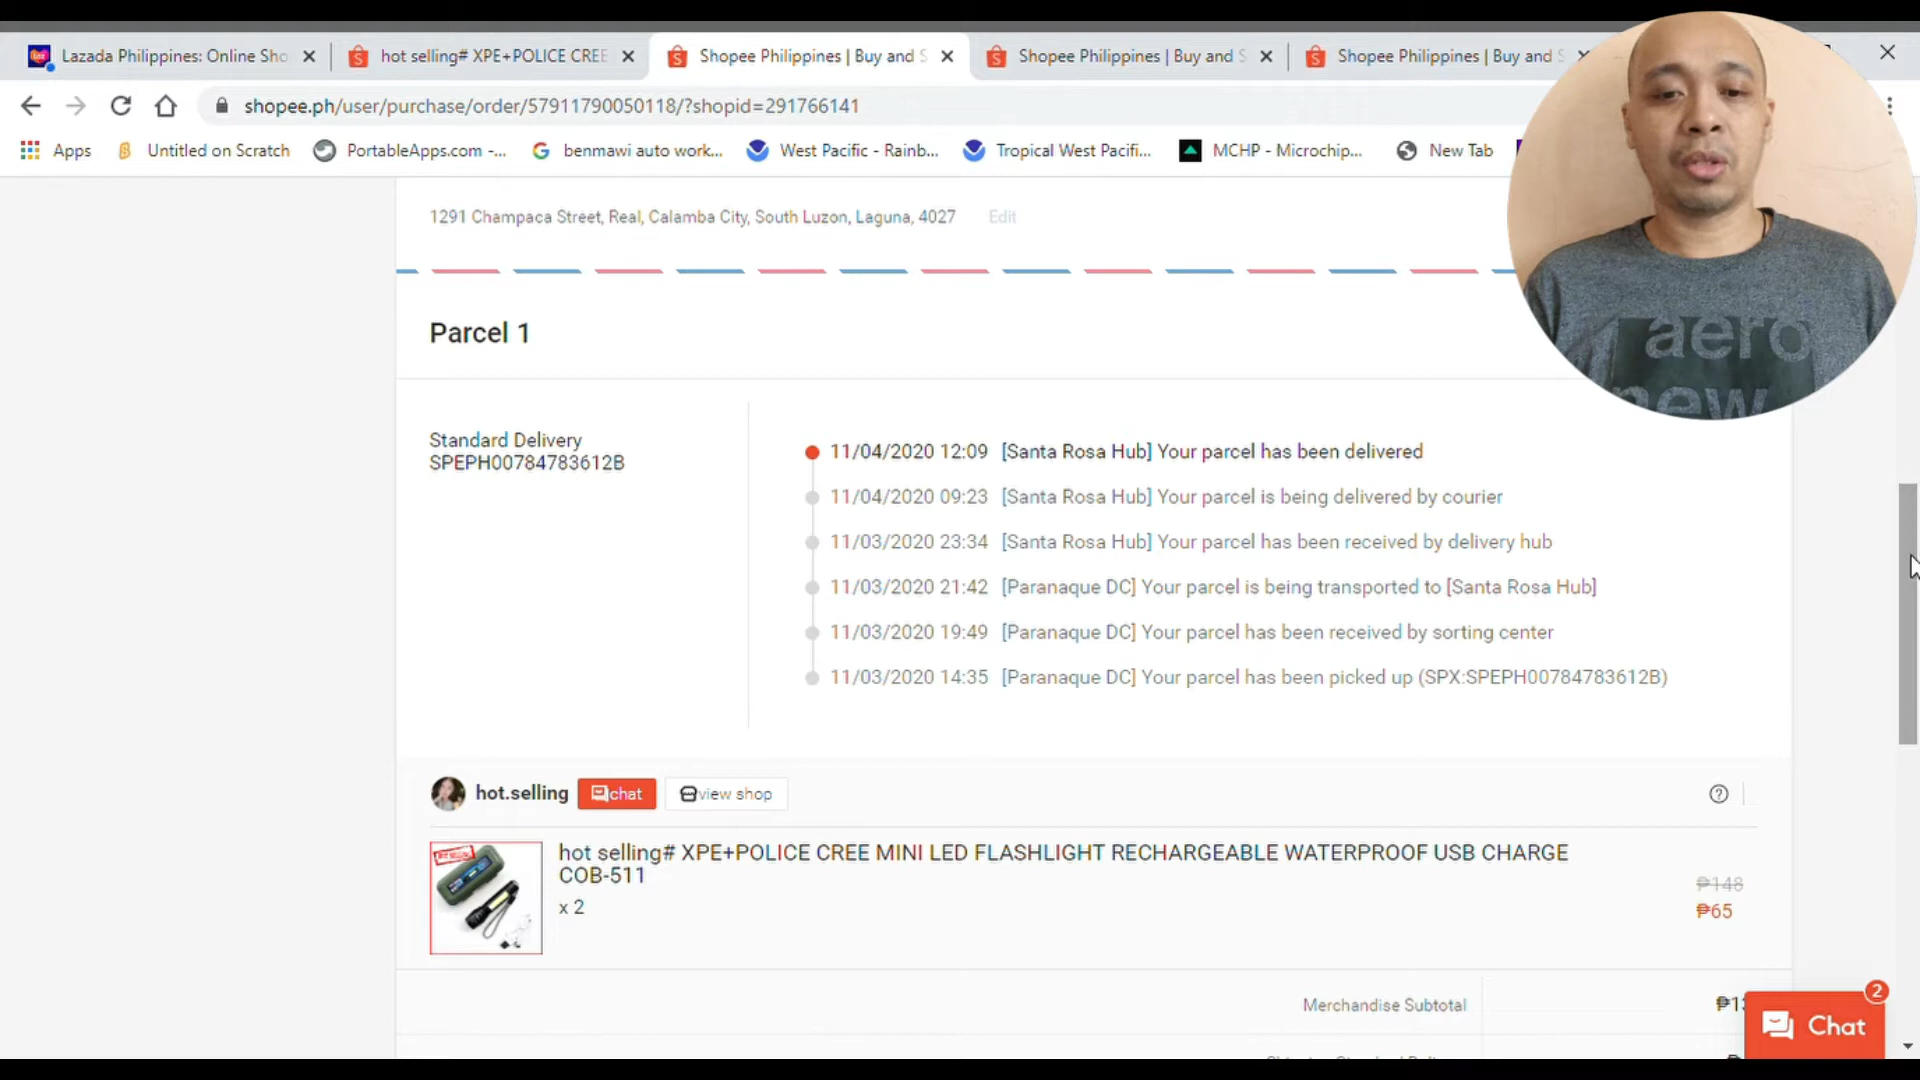 Lazada Philippines: Online Sho
hot selling# XPE+POLICE CREE
Shopee Philippines | Buy and S
Shopee Philippines | Buy and S
Shopee Philippines | Buy and S
shopee.ph/user/purchase/order/57911790050118/?shopid=291766141
Apps
Untitled on Scratch
PortableApps.com -...
benmawi auto work...
West Pacific - Rainb...
Tropical West Pacifi...
MCHP - Microchip...
New Tab
1291 Champaca Street, Real, Calamba City, South Luzon, Laguna, 4027 Edit
aero
new
Parcel 1
Standard Delivery
SPEPH00784783612B
11/04/2020 12:09 [Santa Rosa Hub] Your parcel has been delivered
11/04/2020 09:23 [Santa Rosa Hub] Your parcel is being delivered by courier
11/03/2020 23:34 [Santa Rosa Hub] Your parcel has been received by delivery hub
11/03/2020 21:42 [Paranaque DC] Your parcel is being transported to [Santa Rosa Hub]
11/03/2020 19:49 [Paranaque DC] Your parcel has been received by sorting center
11/03/2020 14:35 [Paranaque DC] Your parcel has been picked up (SPX:SPEPH00784783612B)
hot.selling chat view shop
hot selling# XPE+POLICE CREE MINI LED FLASHLIGHT RECHARGEABLE WATERPROOF USB CHARGE
COB-511
x 2
₱148
₱65
Merchandise Subtotal
2
Chat